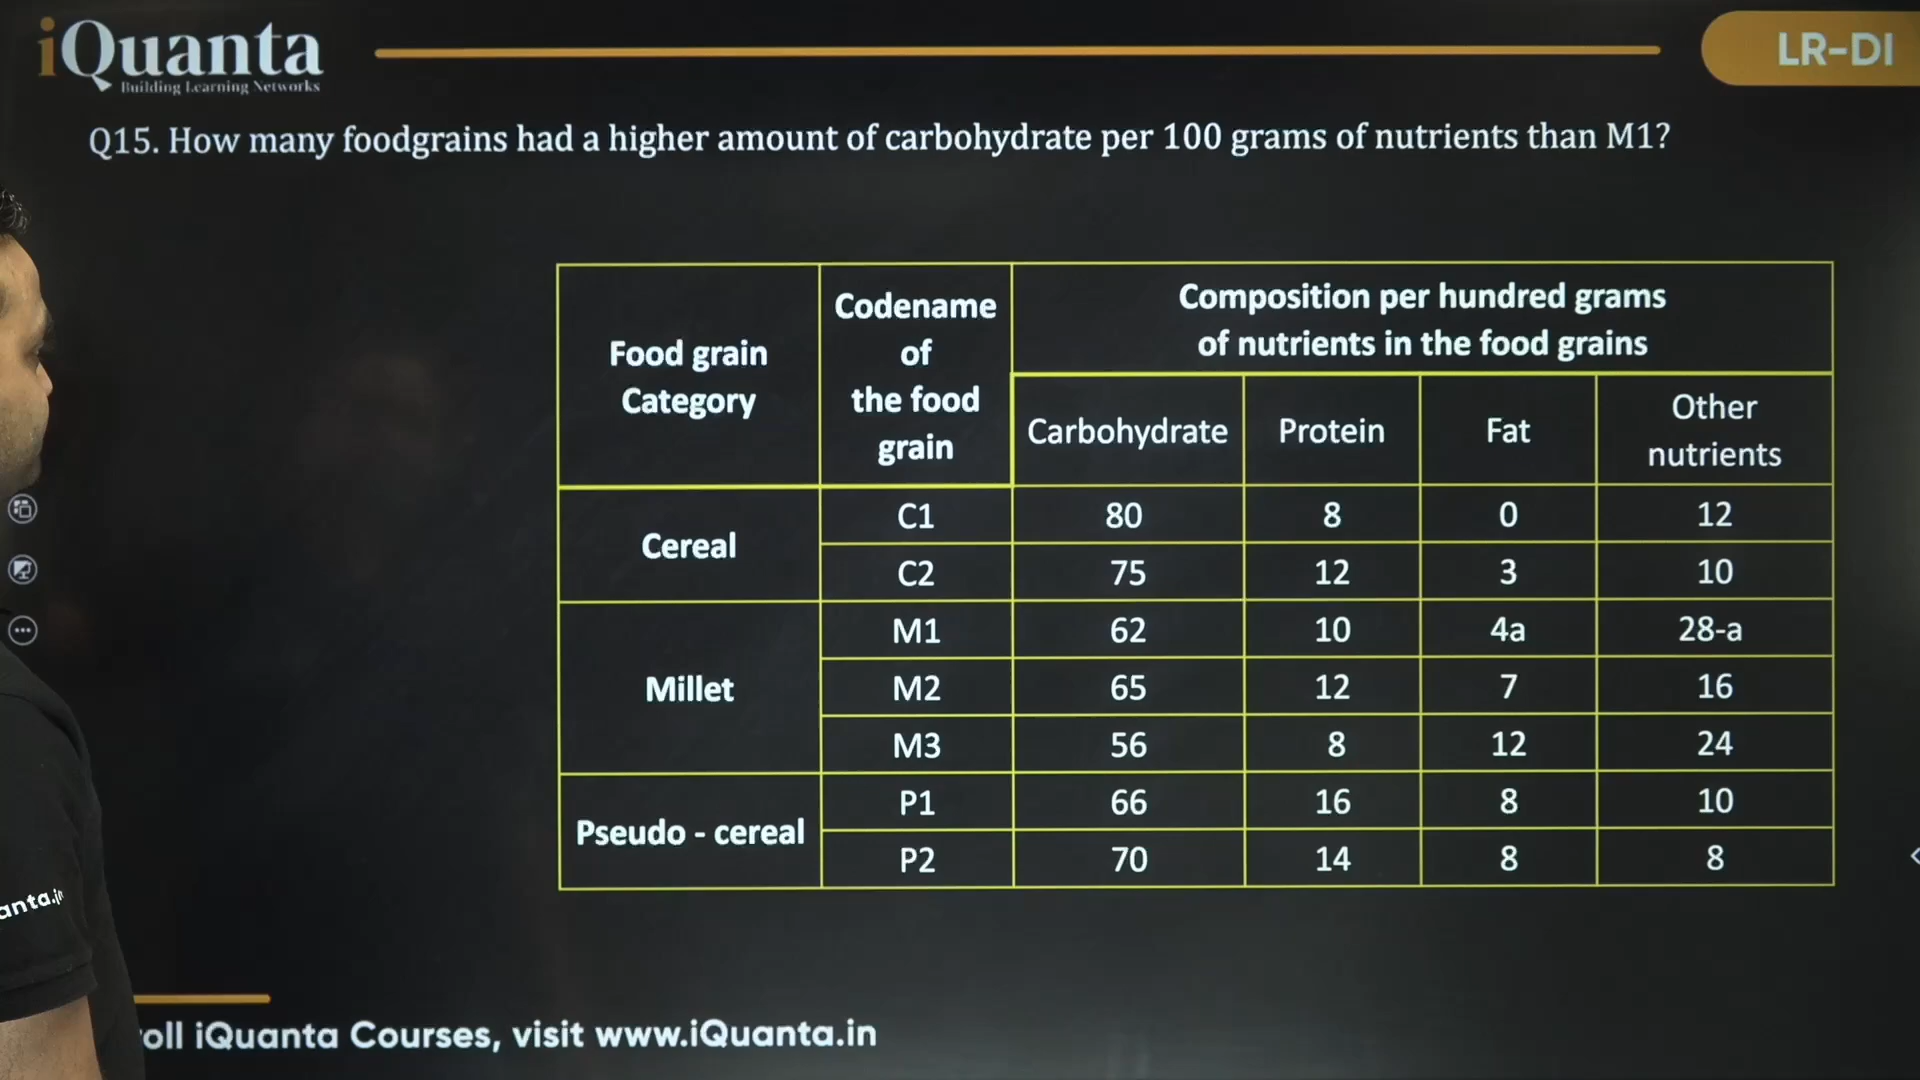 iQuanta
Building Learning Networks
LR-DI
Q15. How many foodgrains had a higher amount of carbohydrate per 100 grams of nutrients than M1?
Food grain Category
Codename of the food grain
Composition per hundred grams of nutrients in the food grains
Carbohydrate Protein Fat Other nutrients
Cereal
C1 80 8 0 12
C2 75 12 3 10
Millet
M1 62 10 4a 28-a
M2 65 12 7 16
M3 56 8 12 24
Pseudo - cereal
P1 66 16 8 10
P2 70 14 8 8
oll iQuanta Courses, visit www.iQuanta.in